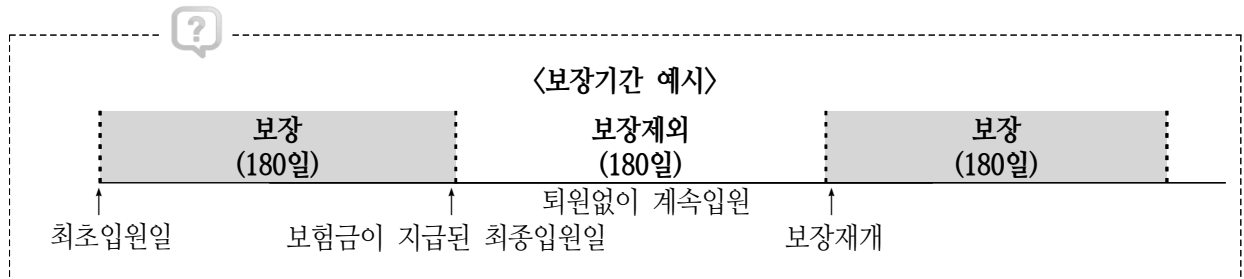 ?
〈보장기간 예시〉
보장 보장제외 보장
(180일) (180일) (180일)
퇴원없이 계속입원
최초입원일 보험금이 지급된 최종입원일 보장재개